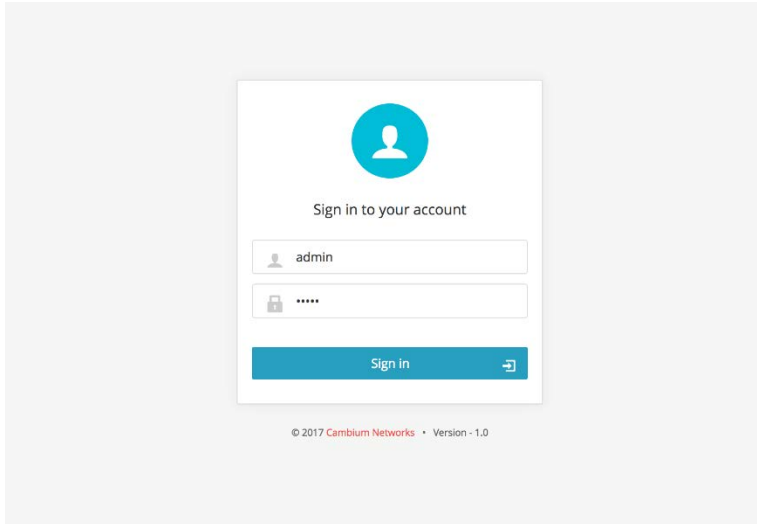 Sign in to your account
admin
•••••
Sign in
© 2017 Cambium Networks • Version - 1.0